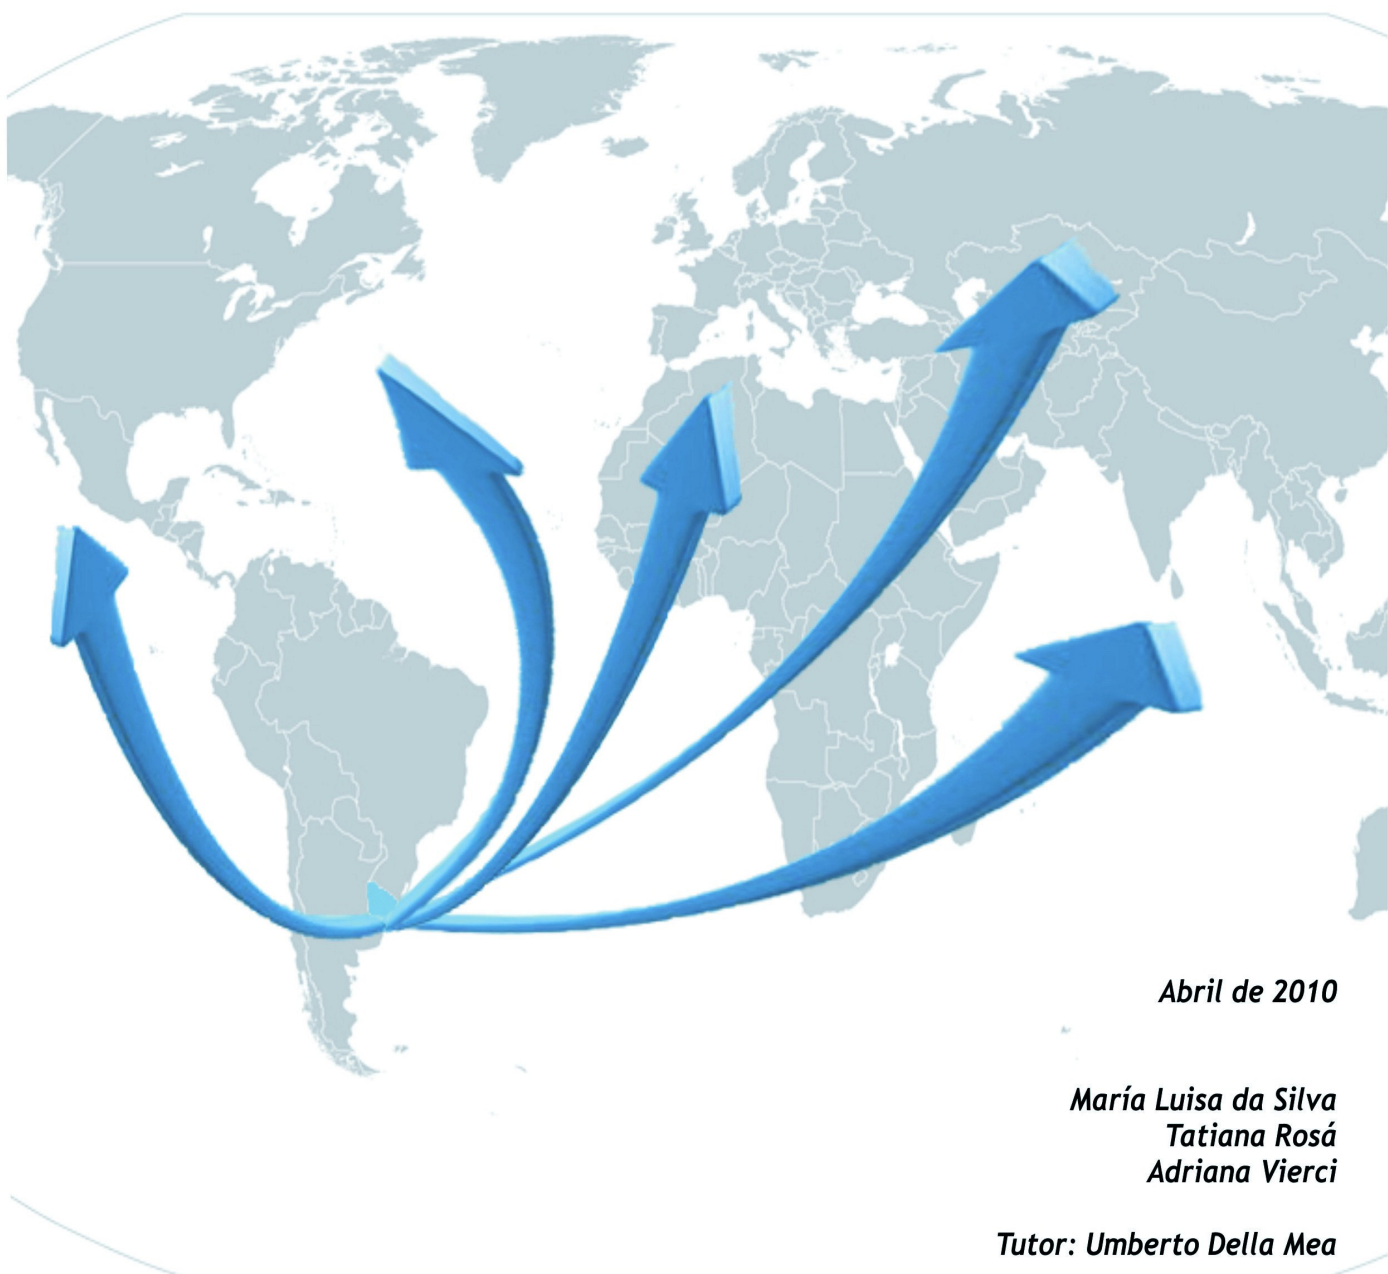 Abril de 2010
María Luisa da Silva
Tatiana Rosá
Adriana Vierci
Tutor: Umberto Della Mea